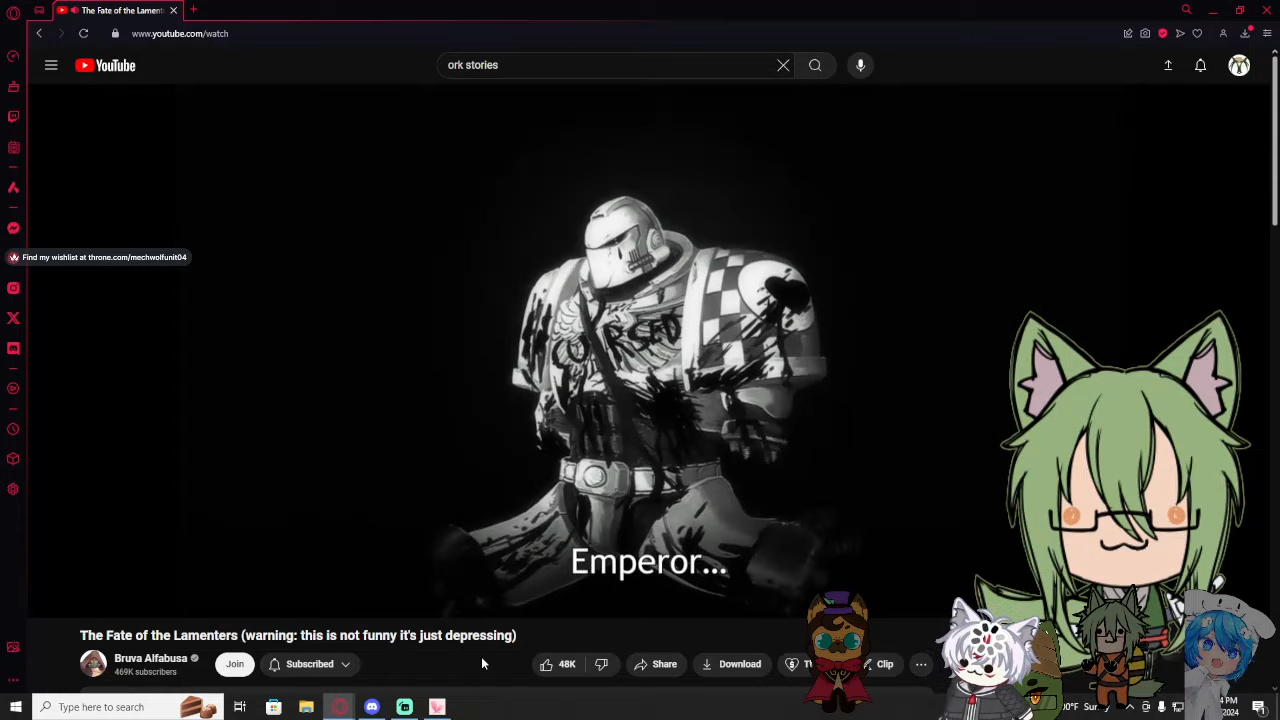 The Fate of the Lament
www.youtube.com/watch
YouTube
ork stories
Find my wishlist at throne.com/mechwolfunit04
CURSED
Emperor...
The Fate of the Lamenters (warning: this is not funny it's just depressing)
Bruva Alfabusa
469K subscribers
Join
Subscribed
48K
Share
Download
Clip
Type here to search